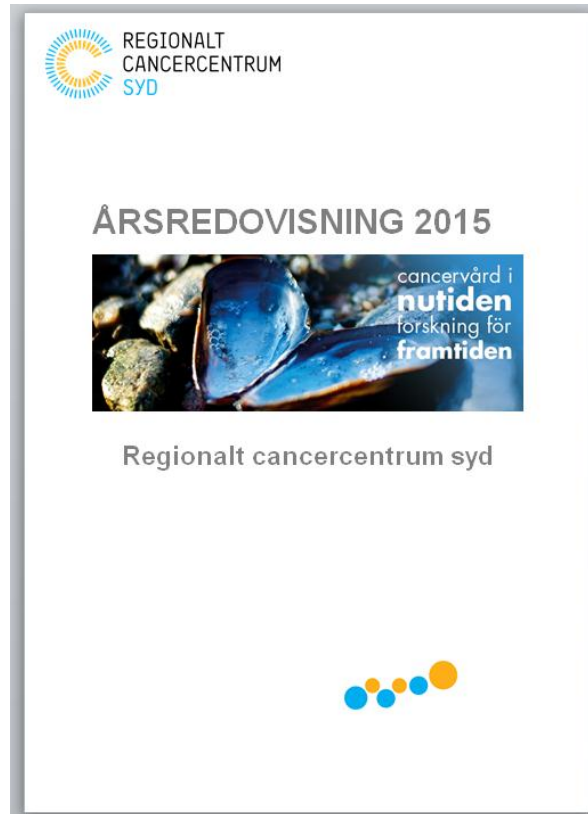 REGIONALT
CANCERCENTRUM
SYD
ÅRSREDOVISNING 2015
cancervård i
nutiden
forskning för
framtiden
Regionalt cancercentrum syd